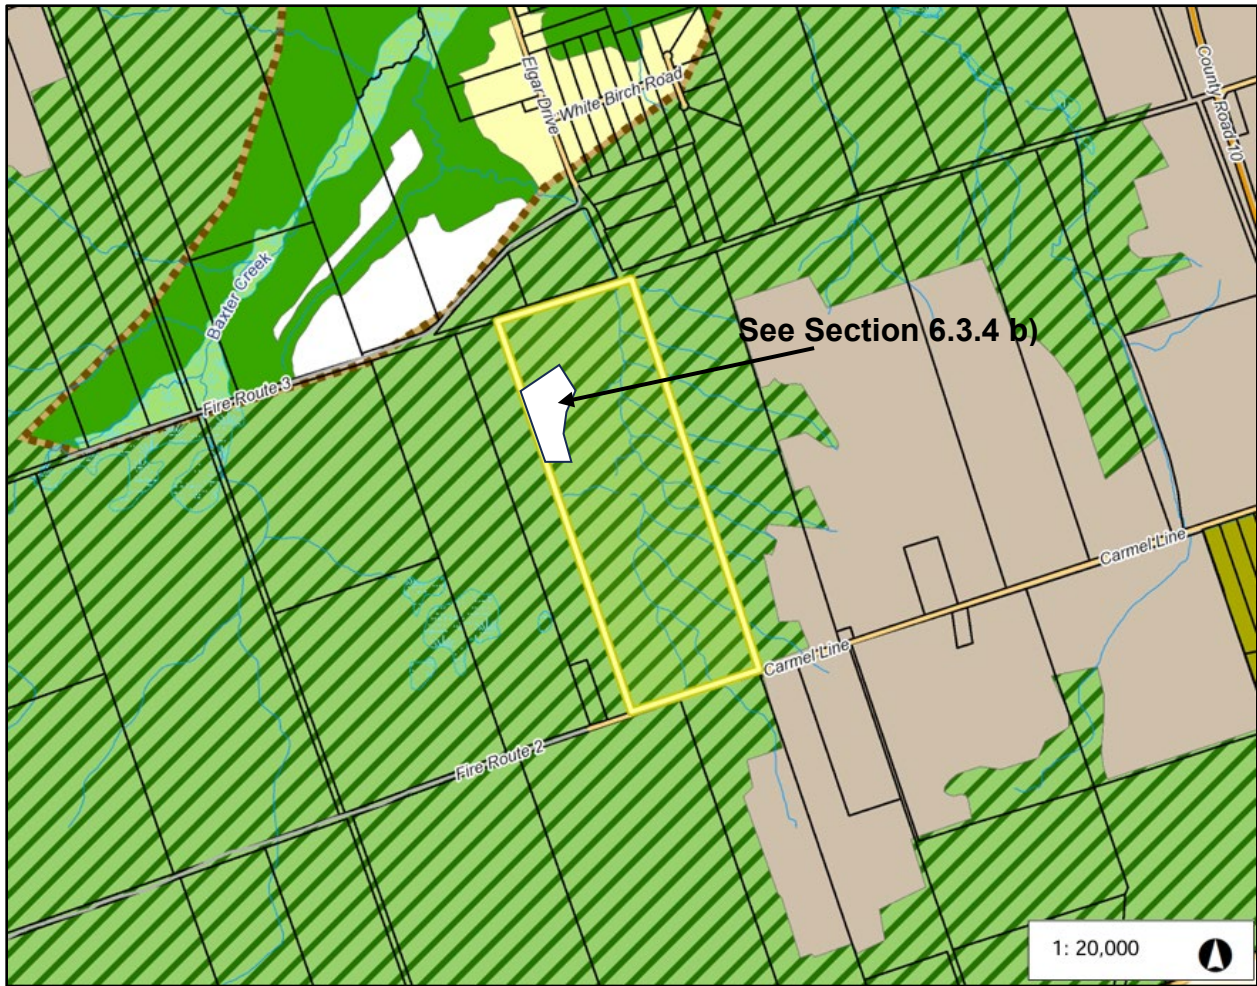 Elgar Drive
White Birch Road
County Road 10
Baxter Creek
See Section 6.3.4 b)
Fire Route 3
Carmel Line
Carmel Line
Fire Route 2
1: 20,000